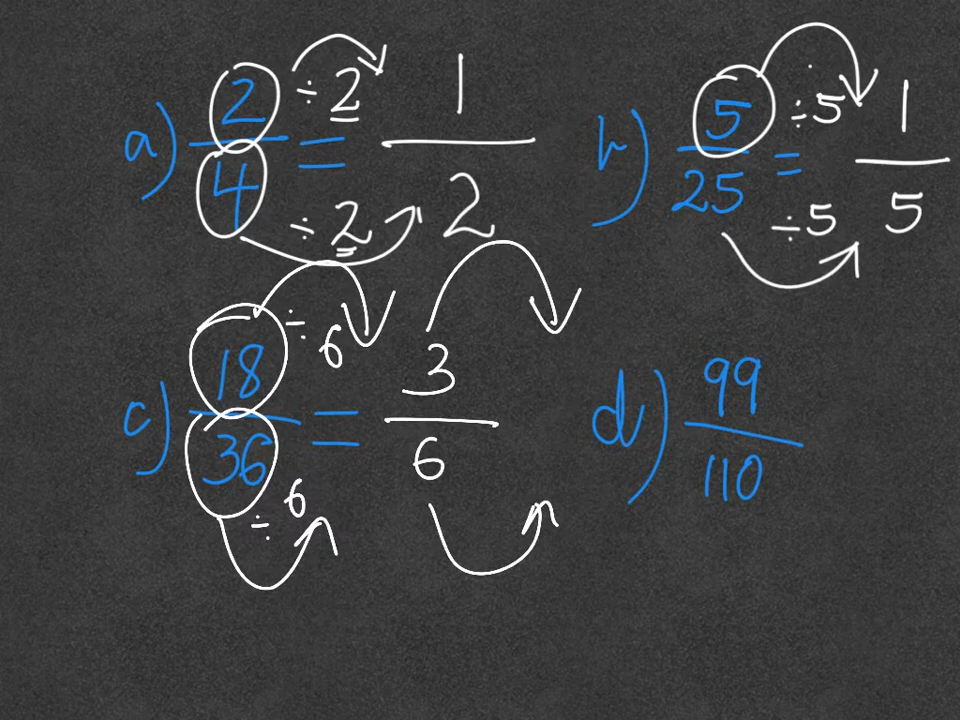 a) 2/4 ÷2 ÷2 = 1/2
b) 5/25 ÷5 ÷5 = 1/5
c) 18/36 ÷6 ÷6 = 3/6
d) 99/110